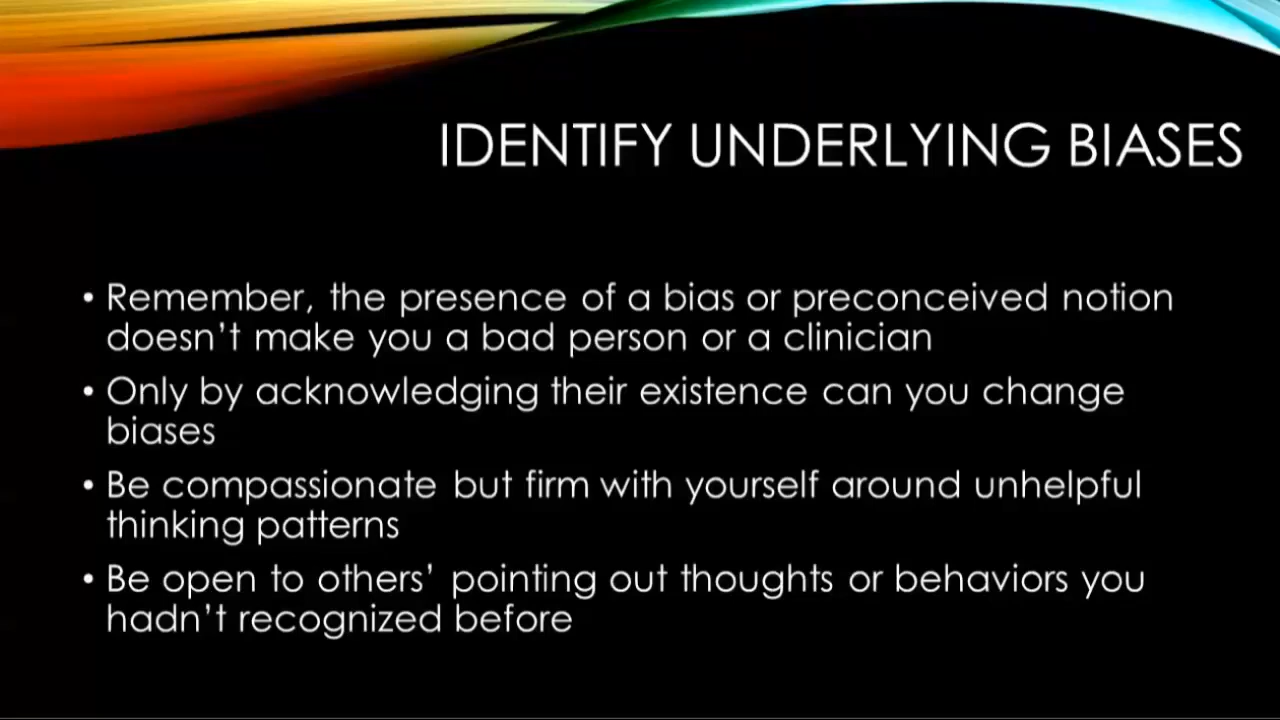 IDENTIFY UNDERLYING BIASES
• Remember, the presence of a bias or preconceived notion
doesn’t make you a bad person or a clinician
• Only by acknowledging their existence can you change
biases
• Be compassionate but firm with yourself around unhelpful
thinking patterns
• Be open to others’ pointing out thoughts or behaviors you
hadn’t recognized before